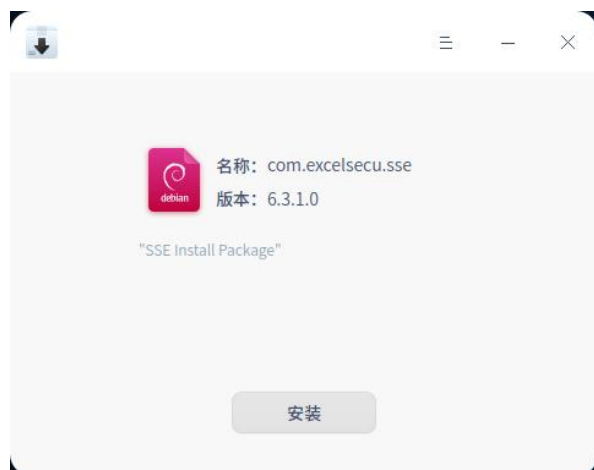 名称： com.excelsecu.sse
debian
版本： 6.3.1.0
"SSE Install Package"
安装